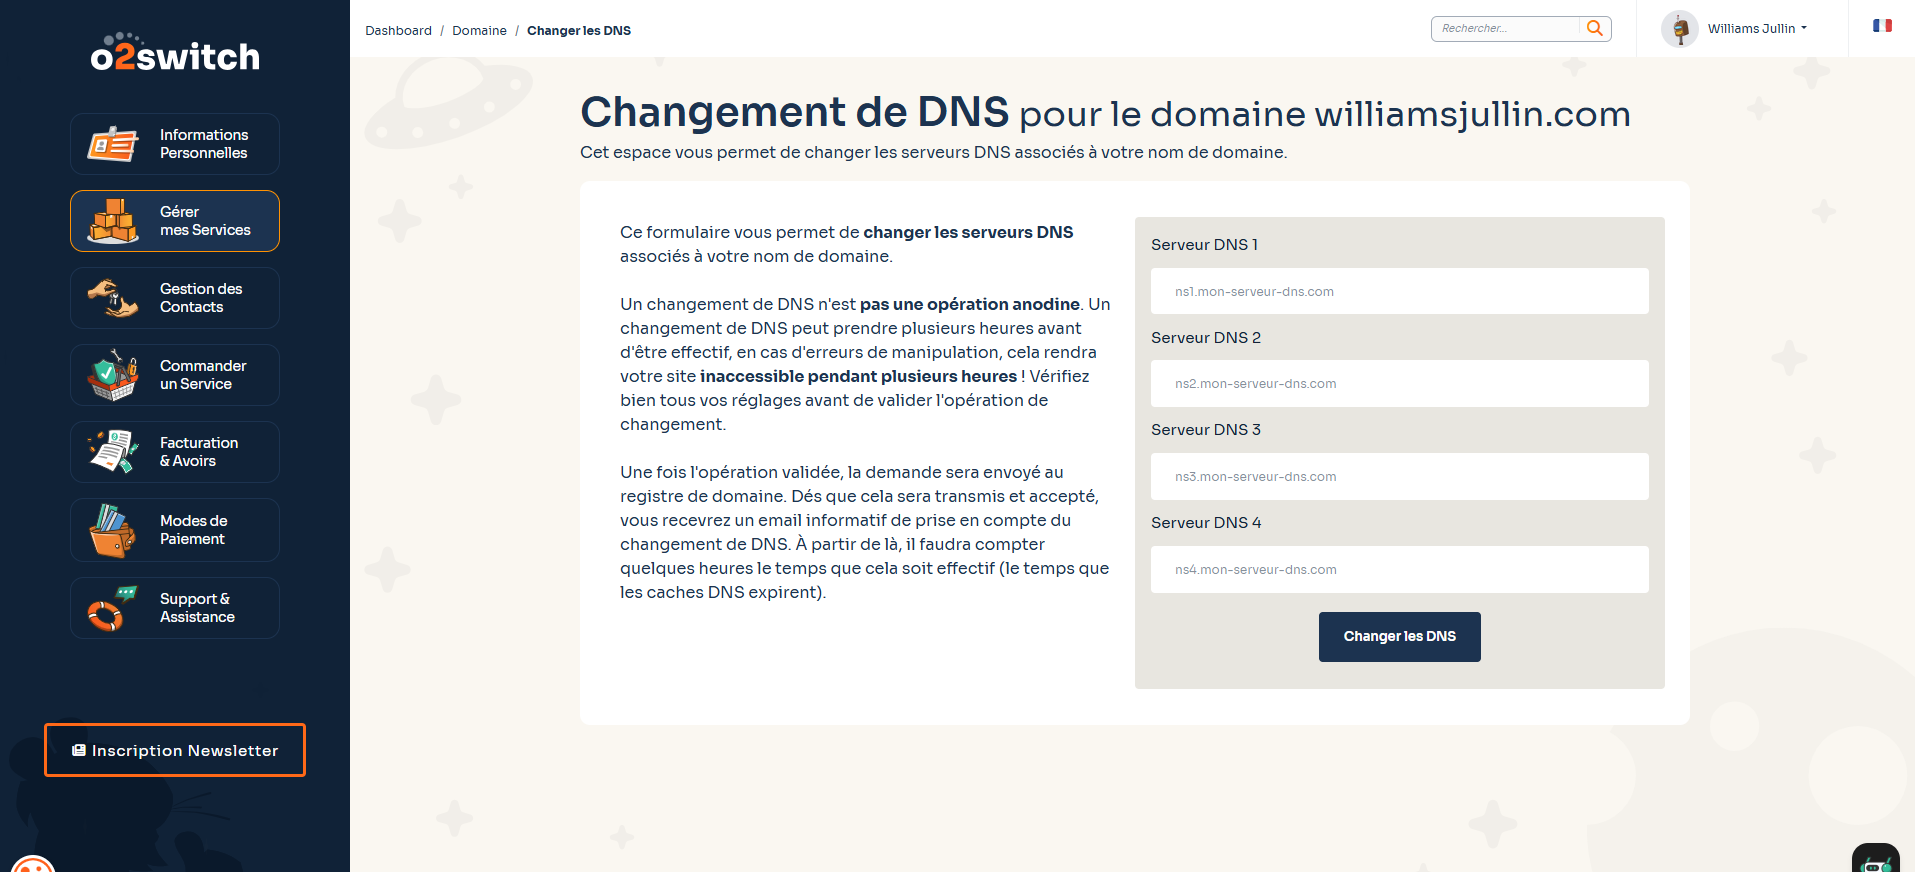 o2switch
Informations
Personnelles
Gérer
mes Services
Gestion des
Contacts
Commander
un Service
Facturation
& Avoirs
Modes de
Paiement
Support &
Assistance
Inscription Newsletter
Dashboard / Domaine / Changer les DNS
Rechercher...
Williams Jullin
Changement de DNS pour le domaine williamsjullin.com
Cet espace vous permet de changer les serveurs DNS associés à votre nom de domaine.
Ce formulaire vous permet de changer les serveurs DNS
associés à votre nom de domaine.
Un changement de DNS n'est pas une opération anodine. Un
changement de DNS peut prendre plusieurs heures avant
d'être effectif, en cas d'erreurs de manipulation, cela rendra
votre site inaccessible pendant plusieurs heures ! Vérifiez
bien tous vos réglages avant de valider l'opération de
changement.
Une fois l'opération validée, la demande sera envoyé au
registre de domaine. Dés que cela sera transmis et accepté,
vous recevrez un email informatif de prise en compte du
changement de DNS. À partir de là, il faudra compter
quelques heures le temps que cela soit effectif (le temps que
les caches DNS expirent).
Serveur DNS 1
ns1.mon-serveur-dns.com
Serveur DNS 2
ns2.mon-serveur-dns.com
Serveur DNS 3
ns3.mon-serveur-dns.com
Serveur DNS 4
ns4.mon-serveur-dns.com
Changer les DNS